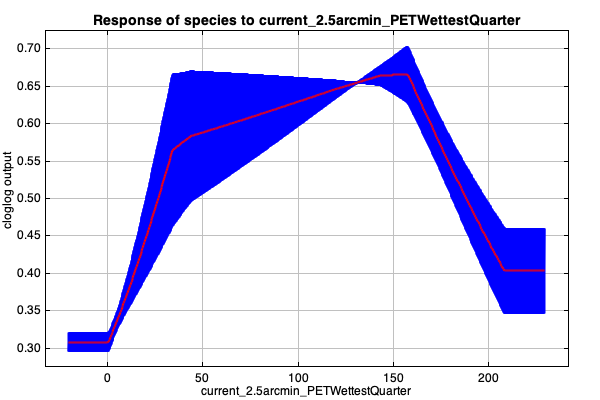 Response of species to current_2.5arcmin_PETWettestQuarter
0.70
0.65
0.60
0.55
0.50
0.45
0.40
0.35
0.30
cloglog output
0 50 100 150 200
current_2.5arcmin_PETWettestQuarter